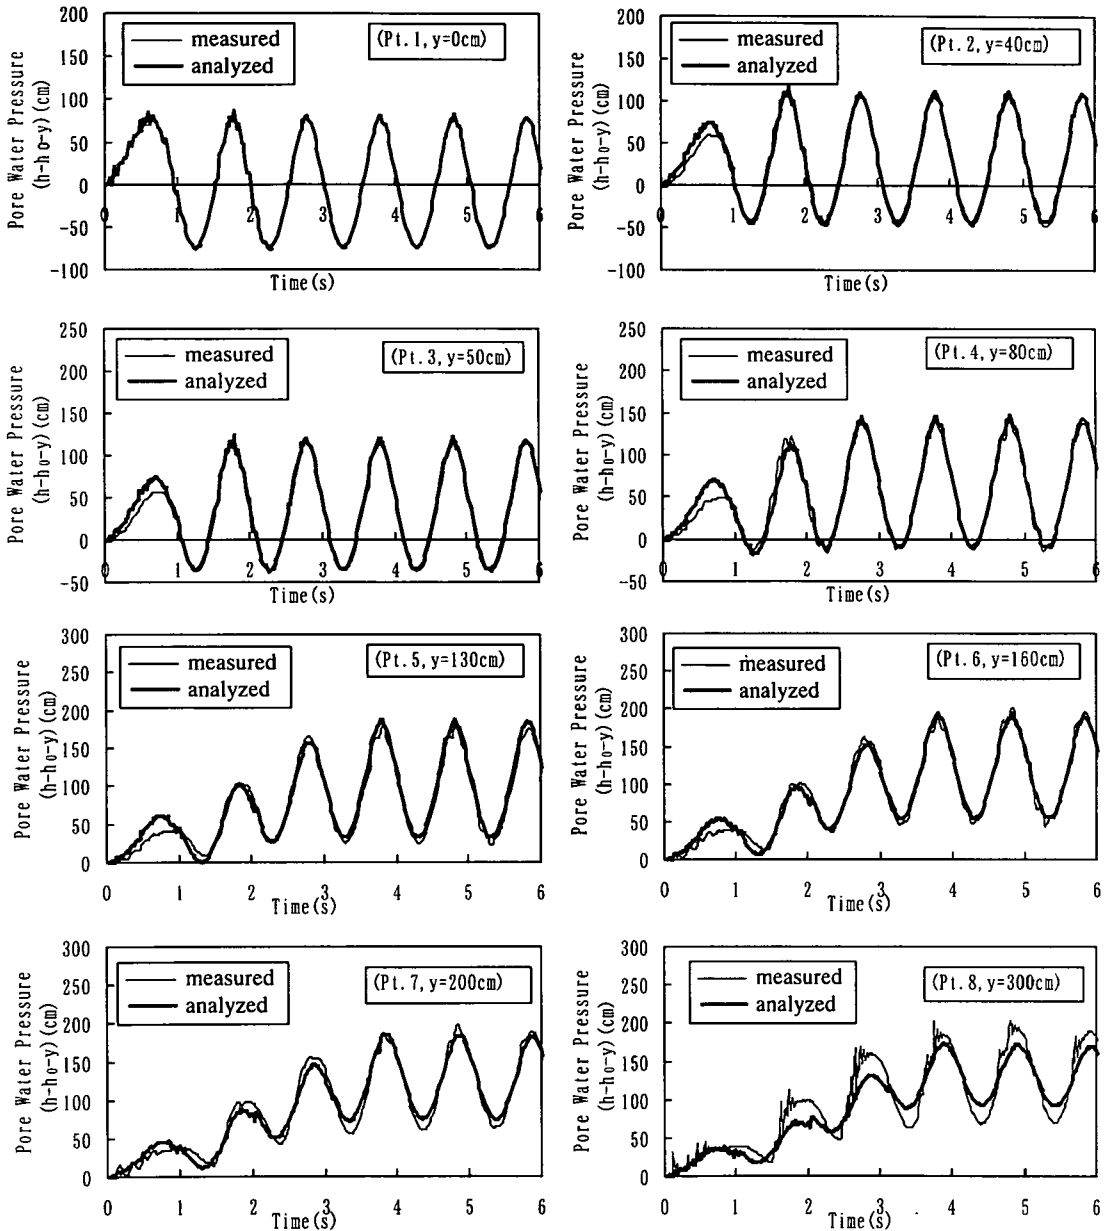 200
150
100
50
0
-50
-100
Pore Water Pressure
(h-h0-y)(cm)
measured
analyzed
(Pt.1, y=0cm)
0 1 2 3 4 5 6
Time(s)
200
150
100
50
0
-50
-100
Pore Water Pressure
(h-h0-y)(cm)
measured
analyzed
(Pt.2, y=40cm)
0 1 2 3 4 5 6
Time(s)
250
200
150
100
50
0
-50
Pore Water Pressure
(h-h0-y)(cm)
measured
analyzed
(Pt.3, y=50cm)
0 1 2 3 4 5 6
Time(s)
250
200
150
100
50
0
-50
Pore Water Pressure
(h-h0-y)(cm)
measured
analyzed
(Pt.4, y=80cm)
0 1 2 3 4 5 6
Time(s)
300
250
200
150
100
50
0
Pore Water Pressure
(h-h0-y)(cm)
measured
analyzed
(Pt.5, y=130cm)
0 1 2 3 4 5 6
Time(s)
300
250
200
150
100
50
0
Pore Water Pressure
(h-h0-y)(cm)
measured
analyzed
(Pt.6, y=160cm)
0 1 2 3 4 5 6
Time(s)
300
250
200
150
100
50
0
Pore Water Pressure
(h-h0-y)(cm)
measured
analyzed
(Pt.7, y=200cm)
0 1 2 3 4 5 6
Time(s)
300
250
200
150
100
50
0
Pore Water Pressure
(h-h0-y)(cm)
measured
analyzed
(Pt.8, y=300cm)
0 1 2 3 4 5 6
Time(s)